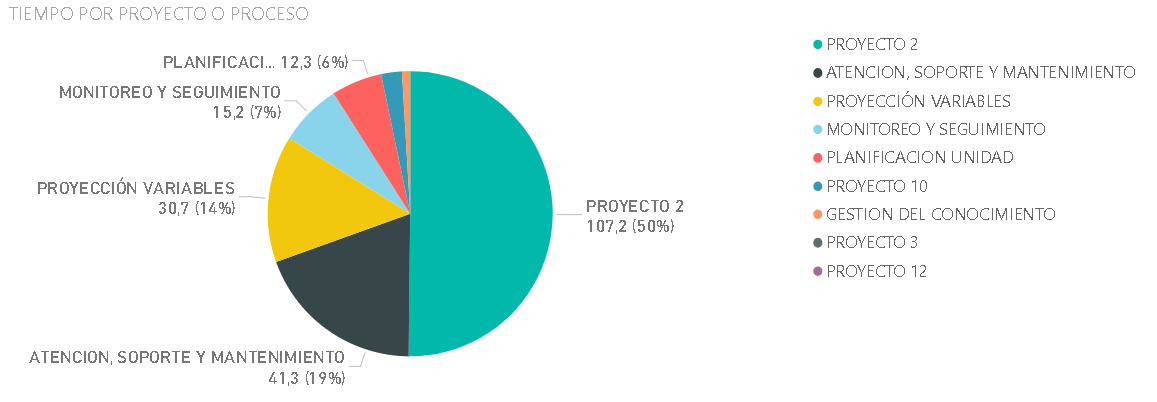 TIEMPO POR PROYECTO O PROCESO
PLANIFICACI... 12,3 (6%)
MONITOREO Y SEGUIMIENTO
15,2 (7%)
PROYECCIÓN VARIABLES
30,7 (14%)
ATENCION, SOPORTE Y MANTENIMIENTO
41,3 (19%)
PROYECTO 2
107,2 (50%)
PROYECTO 2
ATENCION, SOPORTE Y MANTENIMIENTO
PROYECCIÓN VARIABLES
MONITOREO Y SEGUIMIENTO
PLANIFICACION UNIDAD
PROYECTO 10
GESTION DEL CONOCIMIENTO
PROYECTO 3
PROYECTO 12